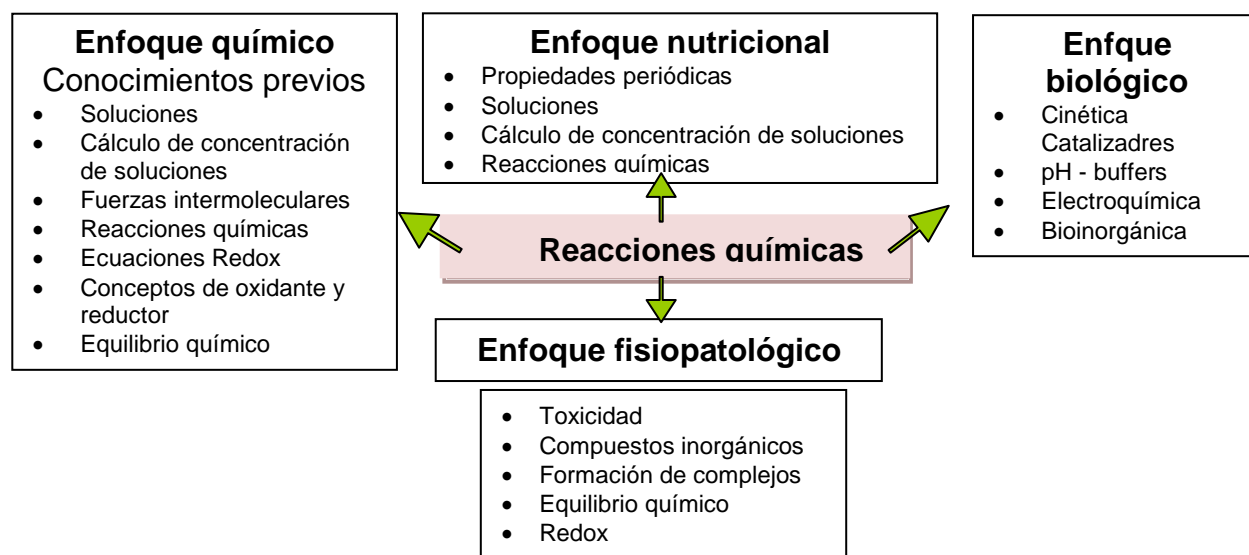 Enfoque químico
Conocimientos previos
• Soluciones
• Cálculo de concentración
de soluciones
• Fuerzas intermoleculares
• Reacciones químicas
• Ecuaciones Redox
• Conceptos de oxidante y
reductor
• Equilibrio químico
Enfoque nutricional
• Propiedades periódicas
• Soluciones
• Cálculo de concentración de soluciones
• Reacciones químicas
Enfque
biológico
• Cinética
Catalizadres
• pH - buffers
• Electroquímica
• Bioinorgánica
Reacciones químicas
Enfoque fisiopatológico
• Toxicidad
• Compuestos inorgánicos
• Formación de complejos
• Equilibrio químico
• Redox